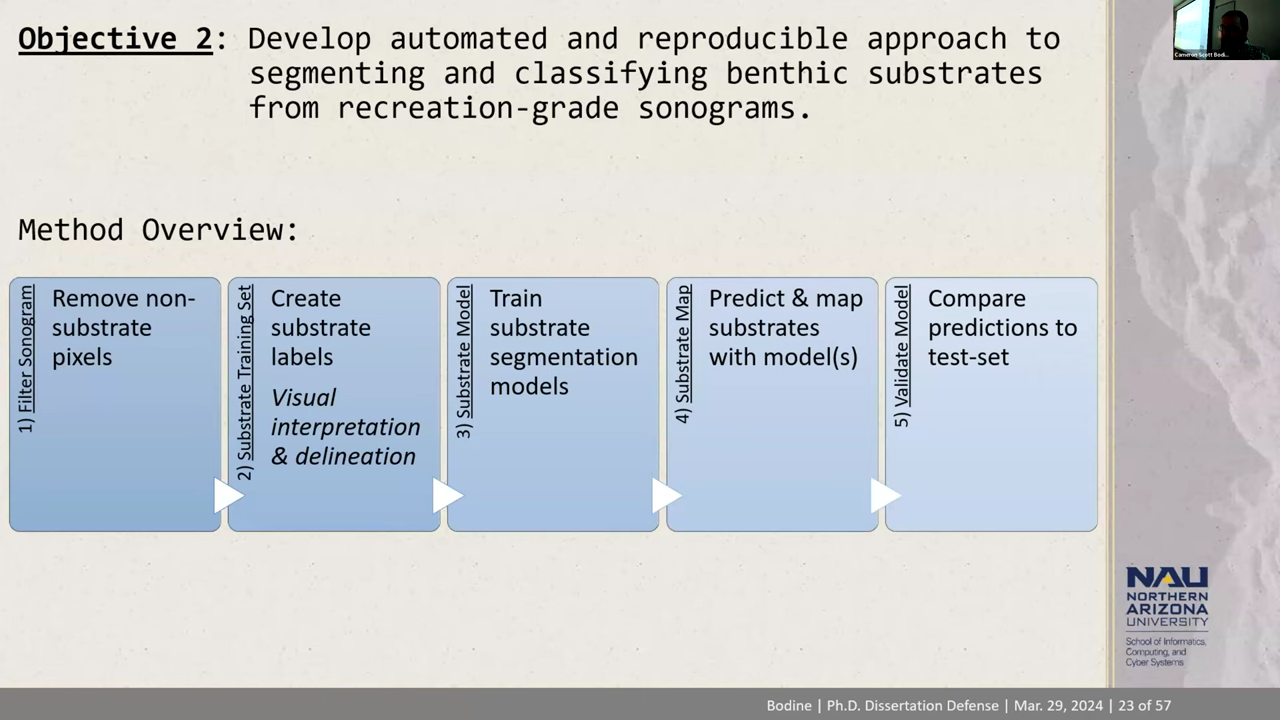 Objective 2: Develop automated and reproducible approach to
segmenting and classifying benthic substrates
from recreation-grade sonograms.
Method Overview:
1) Filter Sonogram
Remove non-
substrate
pixels
2) Substrate Training Set
Create
substrate
labels
Visual
interpretation
& delineation
3) Substrate Model
Train
substrate
segmentation
models
4) Substrate Map
Predict & map
substrates
with model(s)
5) Validate Model
Compare
predictions to
test-set
Cameron Scott Bodi...
NAU
NORTHERN
ARIZONA
UNIVERSITY
School of Informatics,
Computing, and
Cyber Systems
Bodine | Ph.D. Dissertation Defense | Mar. 29, 2024 | 23 of 57